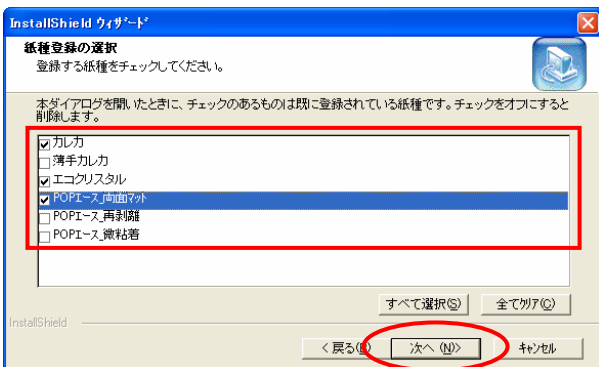 InstallShield ウィザード
紙種登録の選択
登録する紙種をチェックしてください。
本ダイアログを開いたときに、チェックのあるものは既に登録されている紙種です。チェックをオフにすると
削除します。
カレカ
薄手カレカ
エコクリスタル
POPエース_両面マット
POPエース_再剥離
POPエース_微粘着
すべて選択(S)
全てクリア(C)
InstallShield
< 戻る(B)
次へ (N)>
キャンセル